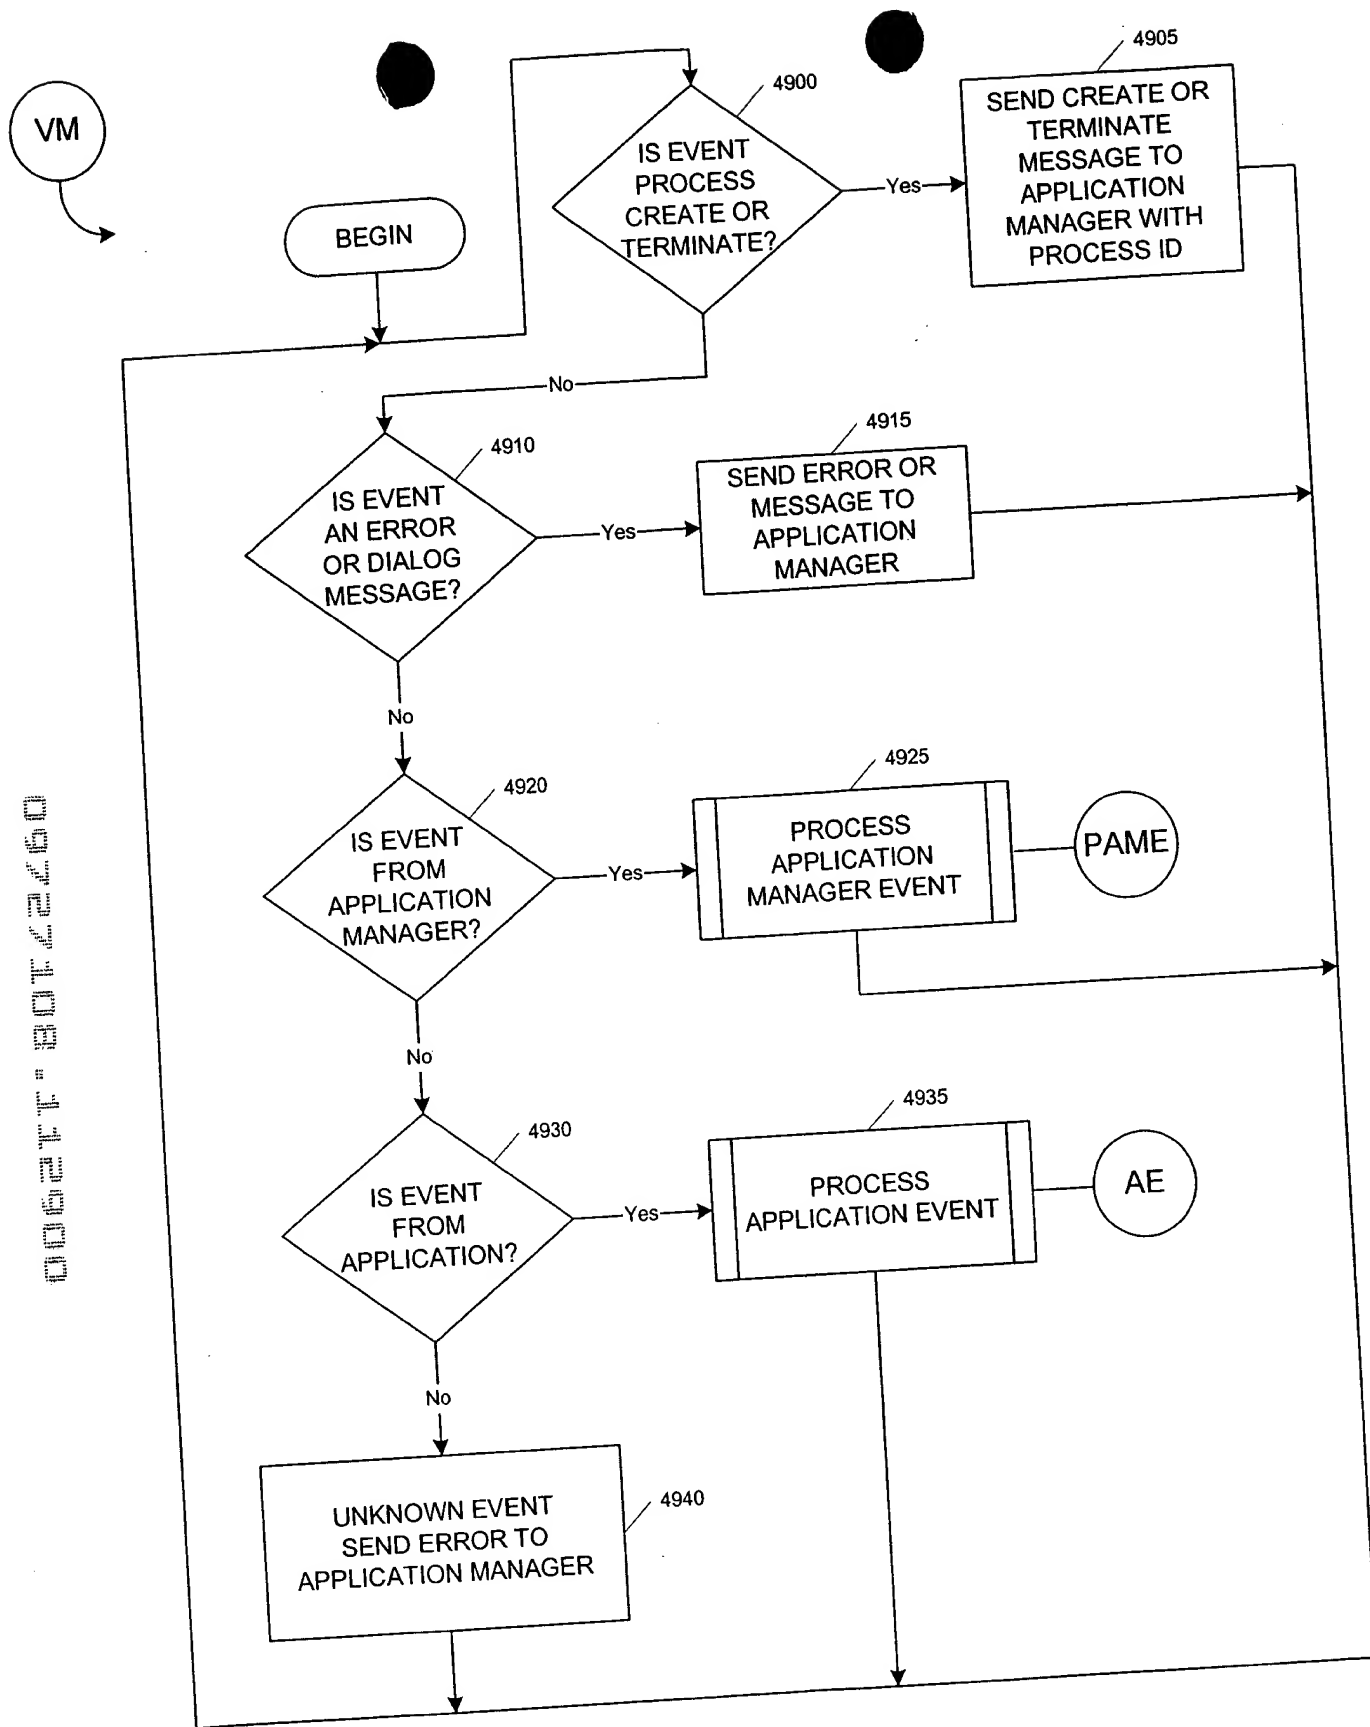 VM
BEGIN
4900
IS EVENT
PROCESS
CREATE OR
TERMINATE?
Yes
4905
SEND CREATE OR
TERMINATE
MESSAGE TO
APPLICATION
MANAGER WITH
PROCESS ID
No
4910
IS EVENT
AN ERROR
OR DIALOG
MESSAGE?
Yes
4915
SEND ERROR OR
MESSAGE TO
APPLICATION
MANAGER
No
4920
IS EVENT
FROM
APPLICATION
MANAGER?
Yes
4925
PROCESS
APPLICATION
MANAGER EVENT
PAME
No
4930
IS EVENT
FROM
APPLICATION?
Yes
4935
PROCESS
APPLICATION EVENT
AE
No
4940
UNKNOWN EVENT
SEND ERROR TO
APPLICATION MANAGER
09727108.112900